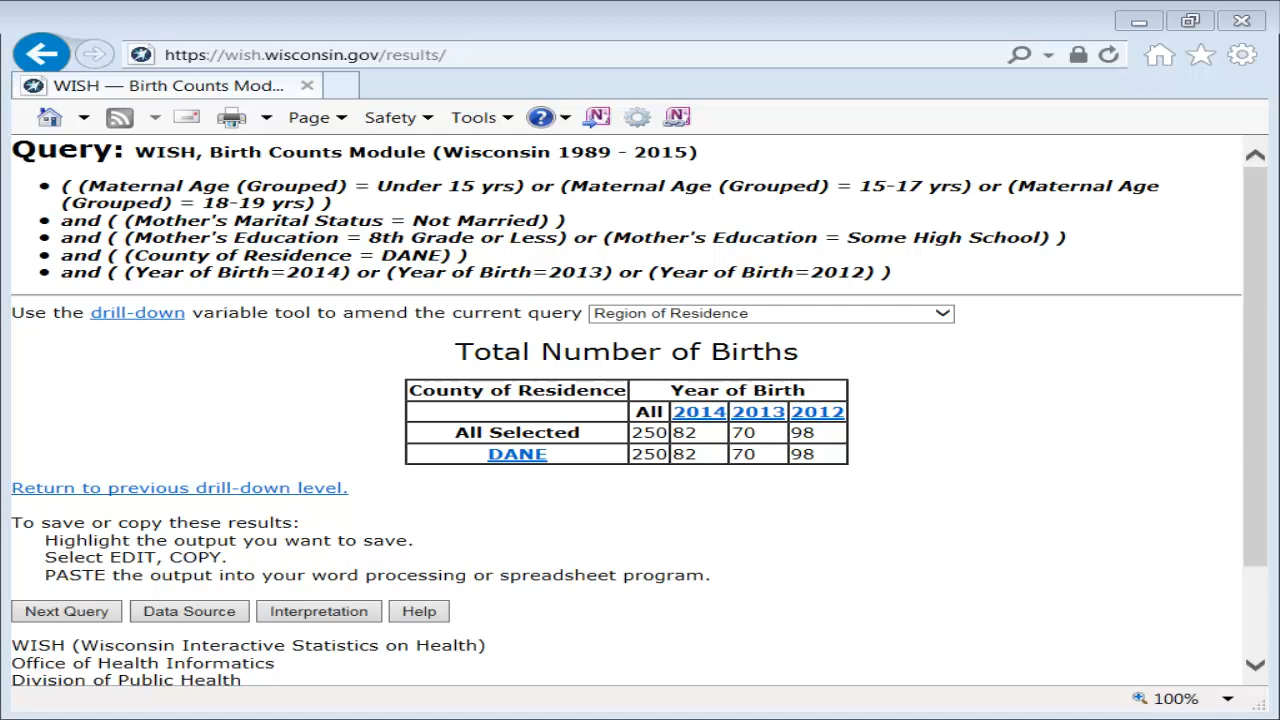 https://wish.wisconsin.gov/results/
WISH — Birth Counts Mod...
Page Safety Tools
Query: WISH, Birth Counts Module (Wisconsin 1989 - 2015)
• ( (Maternal Age (Grouped) = Under 15 yrs) or (Maternal Age (Grouped) = 15-17 yrs) or (Maternal Age
(Grouped) = 18-19 yrs) )
• and ( (Mother's Marital Status = Not Married) )
• and ( (Mother's Education = 8th Grade or Less) or (Mother's Education = Some High School) )
• and ( (County of Residence = DANE) )
• and ( (Year of Birth=2014) or (Year of Birth=2013) or (Year of Birth=2012) )
Use the drill-down variable tool to amend the current query Region of Residence
Total Number of Births
County of Residence Year of Birth
All 2014 2013 2012
All Selected 250 82 70 98
DANE 250 82 70 98
Return to previous drill-down level.
To save or copy these results:
Highlight the output you want to save.
Select EDIT, COPY.
PASTE the output into your word processing or spreadsheet program.
Next Query Data Source Interpretation Help
WISH (Wisconsin Interactive Statistics on Health)
Office of Health Informatics
Division of Public Health
100%